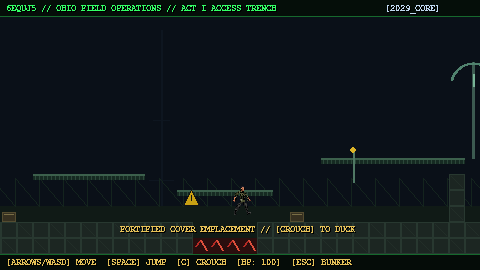 6EQUJ5 // OHIO FIELD OPERATIONS // ACT I ACCESS TRENCH [2029_CORE]
FORTIFIED COVER EMPLACEMENT // [CROUCH] TO DUCK
[ARROWS/WASD] MOVE [SPACE] JUMP [C] CROUCH [HP: 100] [ESC] BUNKER